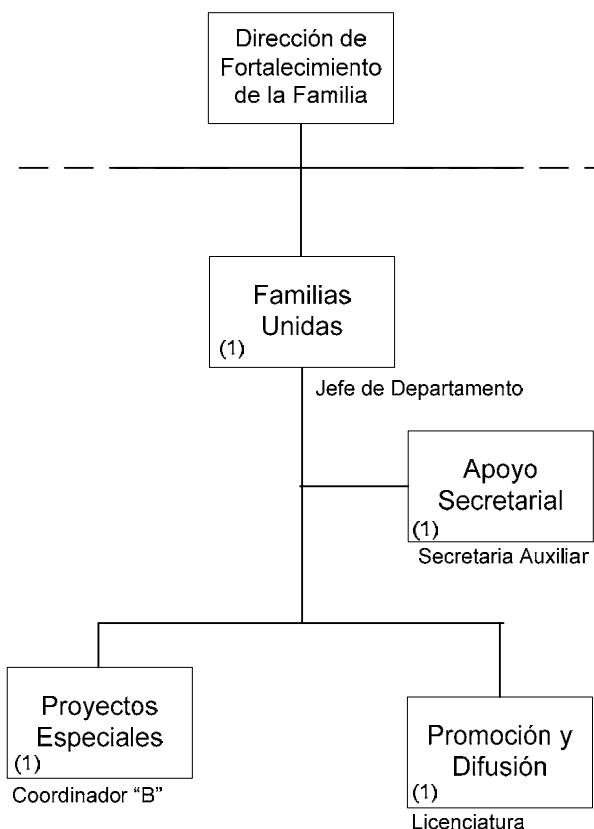 Dirección de
Fortalecimiento
de la Familia
Familias
Unidas
(1)
Jefe de Departamento
Apoyo
Secretarial
(1)
Secretaria Auxiliar
Proyectos
Especiales
(1)
Coordinador “B”
Promoción y
Difusión
(1)
Licenciatura